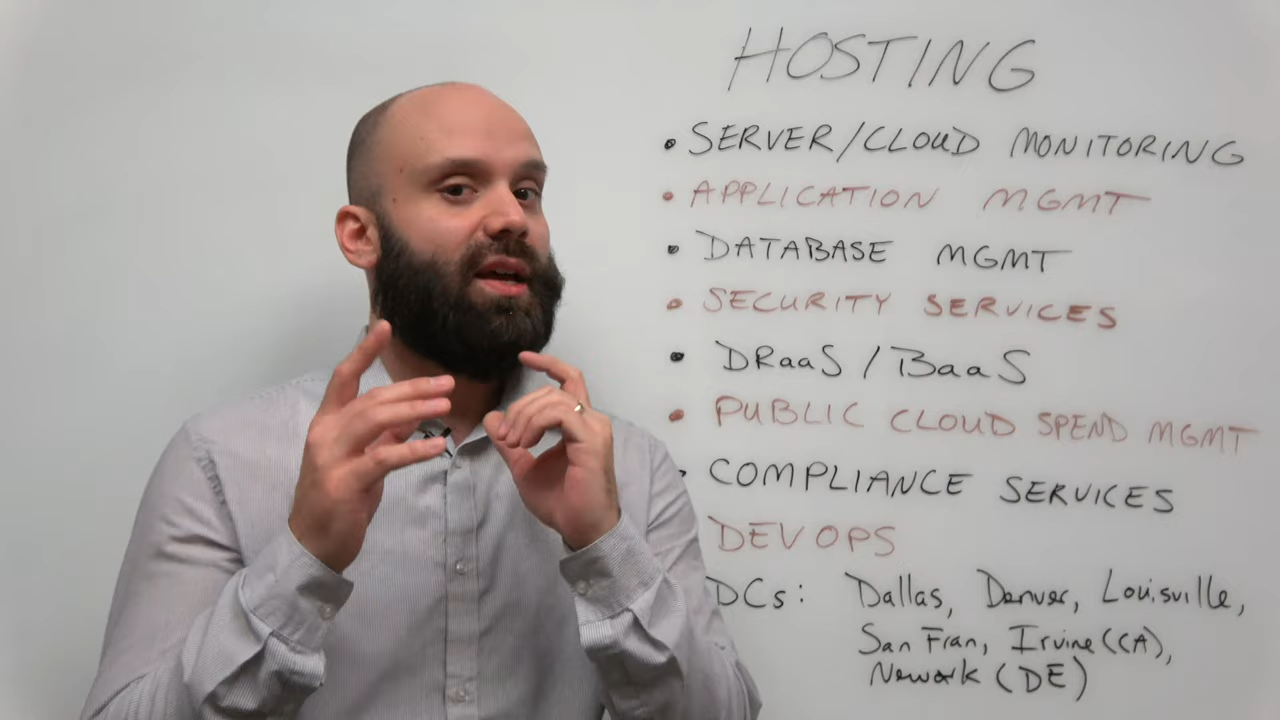 HOSTING
• SERVER/CLOUD MONITORING
• APPLICATION MGMT
• DATABASE MGMT
• SECURITY SERVICES
• DRaaS/BaaS
• PUBLIC CLOUD SPEND MGMT
• COMPLIANCE SERVICES
DEVOPS
DCs: Dallas, Denver, Louisville,
San Fran, Irvine (CA),
Newark (DE)